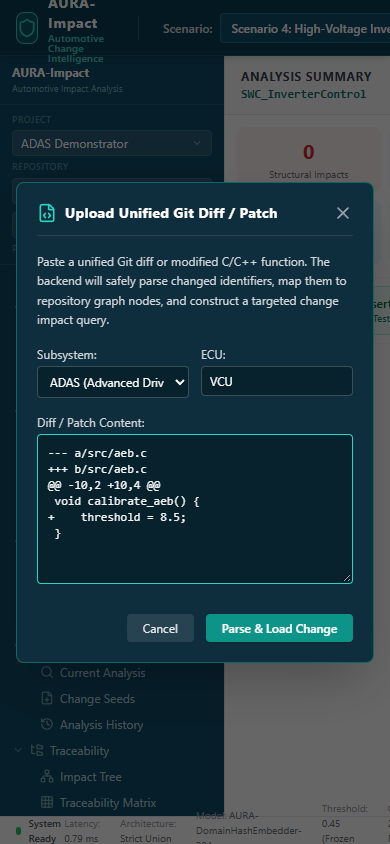 AURA-Impact
Automotive Change Intelligence
Scenario:
Scenario 4: High-Voltage Inve
AURA-Impact
Automotive Impact Analysis
PROJECT
ADAS Demonstrator
REPOSITORY
ANALYSIS SUMMARY
SWC_InverterControl
0
Structural Impacts
Upload Unified Git Diff / Patch
Paste a unified Git diff or modified C/C++ function. The
backend will safely parse changed identifiers, map them to
repository graph nodes, and construct a targeted change
impact query.
Subsystem:
ECU:
ADAS (Advanced Driv
VCU
Diff / Patch Content:
--- a/src/aeb.c
+++ b/src/aeb.c
@@ -10,2 +10,4 @@
 void calibrate_aeb() {
+    threshold = 8.5;
 }
Cancel
Parse & Load Change
Current Analysis
Change Seeds
Analysis History
Traceability
Impact Tree
Traceability Matrix
System Ready
Latency: 0.79 ms
Architecture: Strict Union
Model: AURA-DomainHashEmbedder-
Threshold: 0.45 (Frozen